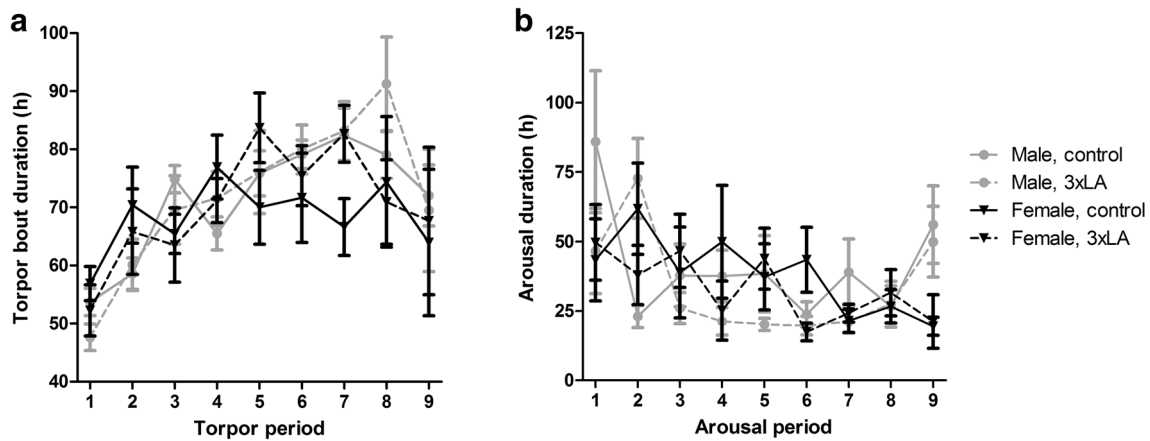 a
Torpor bout duration (h)
100
90
80
70
60
50
40
1 2 3 4 5 6 7 8 9
Torpor period
b
Arousal duration (h)
125
100
75
50
25
0
1 2 3 4 5 6 7 8 9
Arousal period
Male, control
Male, 3xLA
Female, control
Female, 3xLA